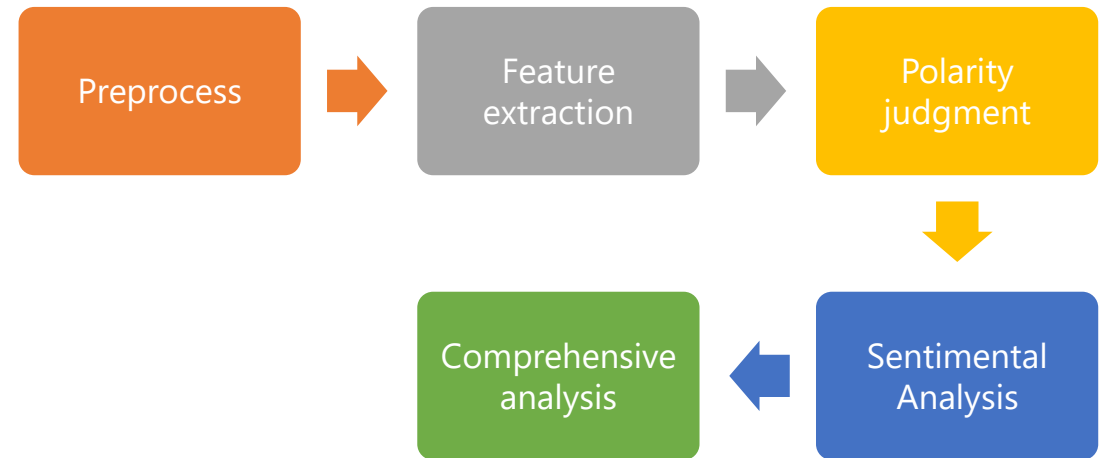 Preprocess
Feature
extraction
Polarity
judgment
Sentimental
Analysis
Comprehensive
analysis